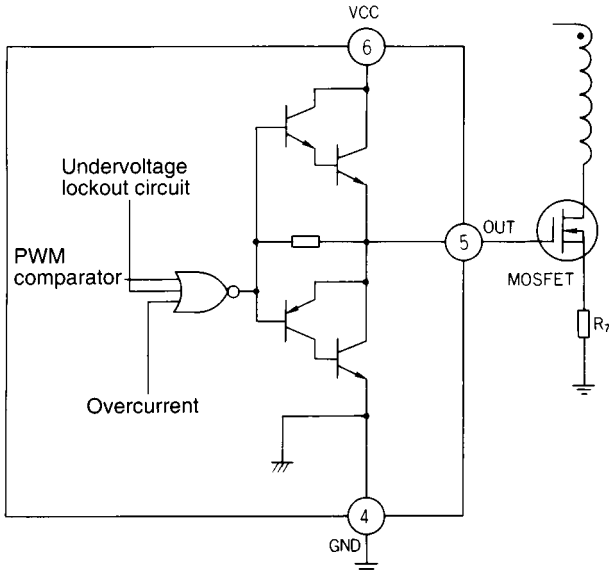 VCC
6
Undervoltage
lockout circuit
OUT
5
PWM
comparator
MOSFET
R₇
Overcurrent
4
GND